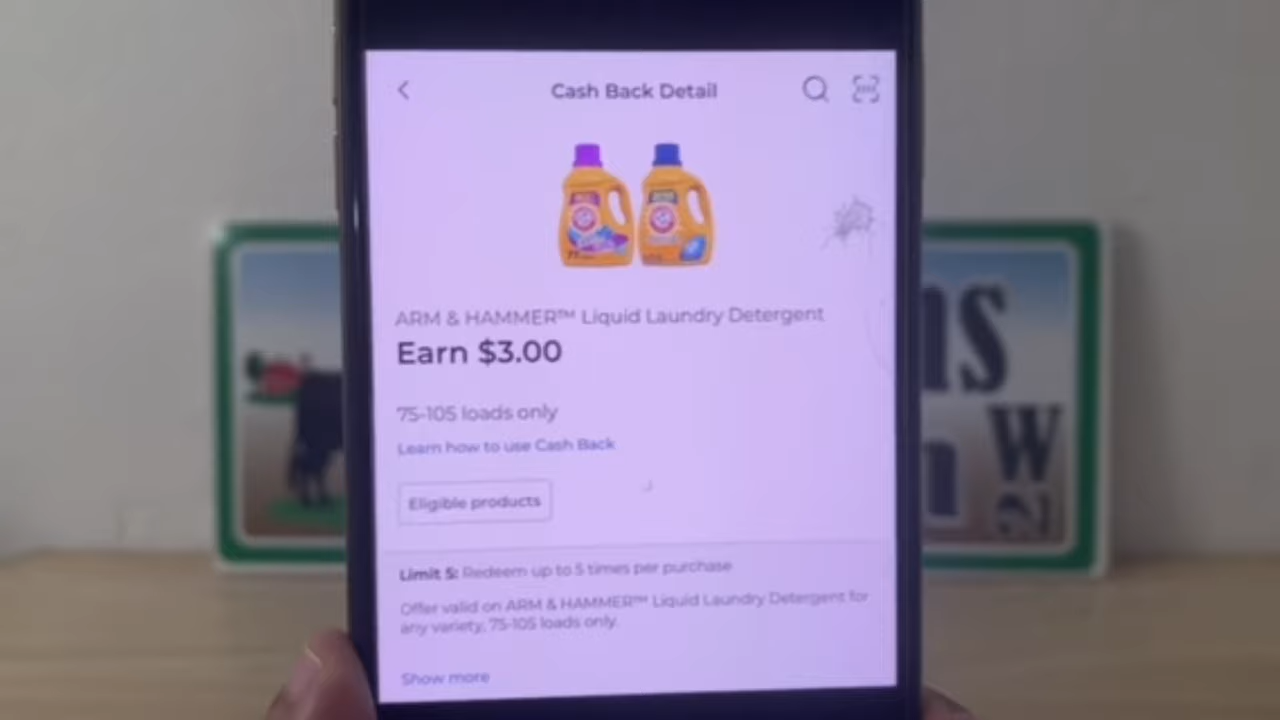 Cash Back Detail
ARM & HAMMER™ Liquid Laundry Detergent
Earn $3.00
75-105 loads only
Learn how to use Cash Back
Eligible products
Limit 5: Redeem up to 5 times per purchase
Offer valid on ARM & HAMMER™ Liquid Laundry Detergent for
any variety, 75-105 loads only.
Show more